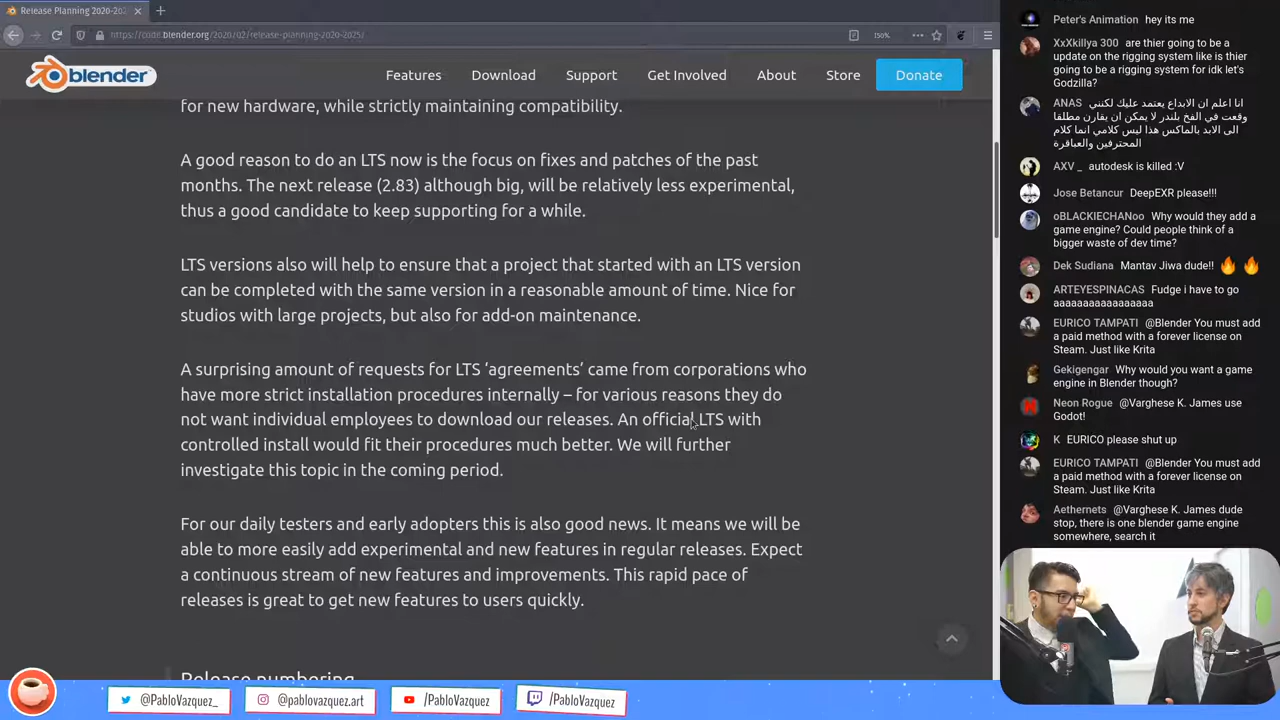 Release Planning 2020-202
https://code.blender.org/2020/02/release-planning-2020-2025/
150%
blender
Features
Download
Support
Get Involved
About
Store
Donate
for new hardware, while strictly maintaining compatibility.
A good reason to do an LTS now is the focus on fixes and patches of the past
months. The next release (2.83) although big, will be relatively less experimental,
thus a good candidate to keep supporting for a while.
LTS versions also will help to ensure that a project that started with an LTS version
can be completed with the same version in a reasonable amount of time. Nice for
studios with large projects, but also for add-on maintenance.
A surprising amount of requests for LTS ‘agreements’ came from corporations who
have more strict installation procedures internally – for various reasons they do
not want individual employees to download our releases. An official LTS with
controlled install would fit their procedures much better. We will further
investigate this topic in the coming period.
For our daily testers and early adopters this is also good news. It means we will be
able to more easily add experimental and new features in regular releases. Expect
a continuous stream of new features and improvements. This rapid pace of
releases is great to get new features to users quickly.
Release numbering
Peter's Animation hey its me
XxXkillya 300 are thier going to be a
update on the rigging system like is thier
going to be a rigging system for idk let's
Godzilla?
ANAS انا اعلم ان الابداع يعتمد عليك لكنني
وقعت في الفخ بلندر لا يمكن ان يقارن مطلقا
الى الابد بالماكس هذا ليس كلامي انما كلام
المحترفين والعباقرة
AXV _ autodesk is killed :V
Jose Betancur DeepEXR please!!!
oBLACKIECHANoo Why would they add a
game engine? Could people think of a
bigger waste of dev time?
Dek Sudiana Mantav Jiwa dude!! 🔥 🔥
ARTEYESPINACAS Fudge i have to go
aaaaaaaaaaaaaaaaa
EURICO TAMPATI @Blender You must add
a paid method with a forever license on
Steam. Just like Krita
Gekigengar Why would you want a game
engine in Blender though?
Neon Rogue @Varghese K. James use
Godot!
K EURICO please shut up
EURICO TAMPATI @Blender You must add
a paid method with a forever license on
Steam. Just like Krita
Aethernets @Varghese K. James dude
stop, there is one blender game engine
somewhere, search it
@PabloVazquez_
@pablovazquez.art
/PabloVazquez
/PabloVazquez